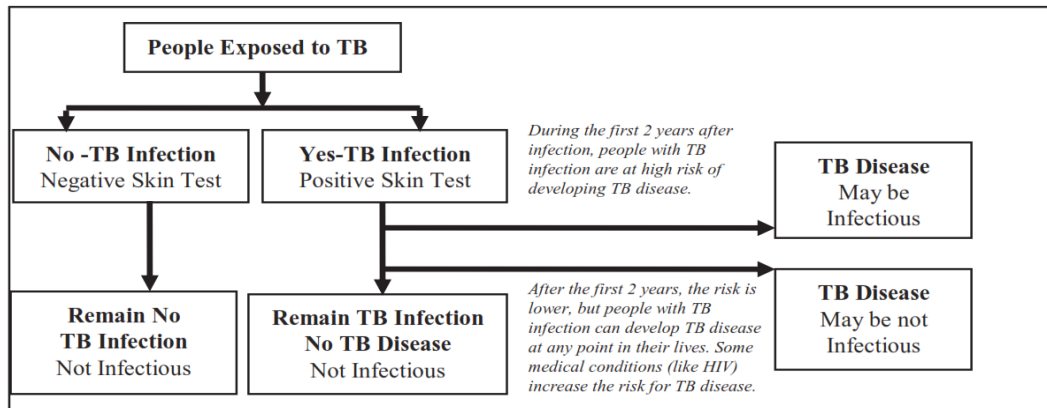 People Exposed to TB
No -TB Infection
Negative Skin Test
Yes-TB Infection
Positive Skin Test
During the first 2 years after
infection, people with TB
infection are at high risk of
developing TB disease.
TB Disease
May be
Infectious
Remain No
TB Infection
Not Infectious
Remain TB Infection
No TB Disease
Not Infectious
After the first 2 years, the risk is
lower, but people with TB
infection can develop TB disease
at any point in their lives. Some
medical conditions (like HIV)
increase the risk for TB disease.
TB Disease
May be not
Infectious